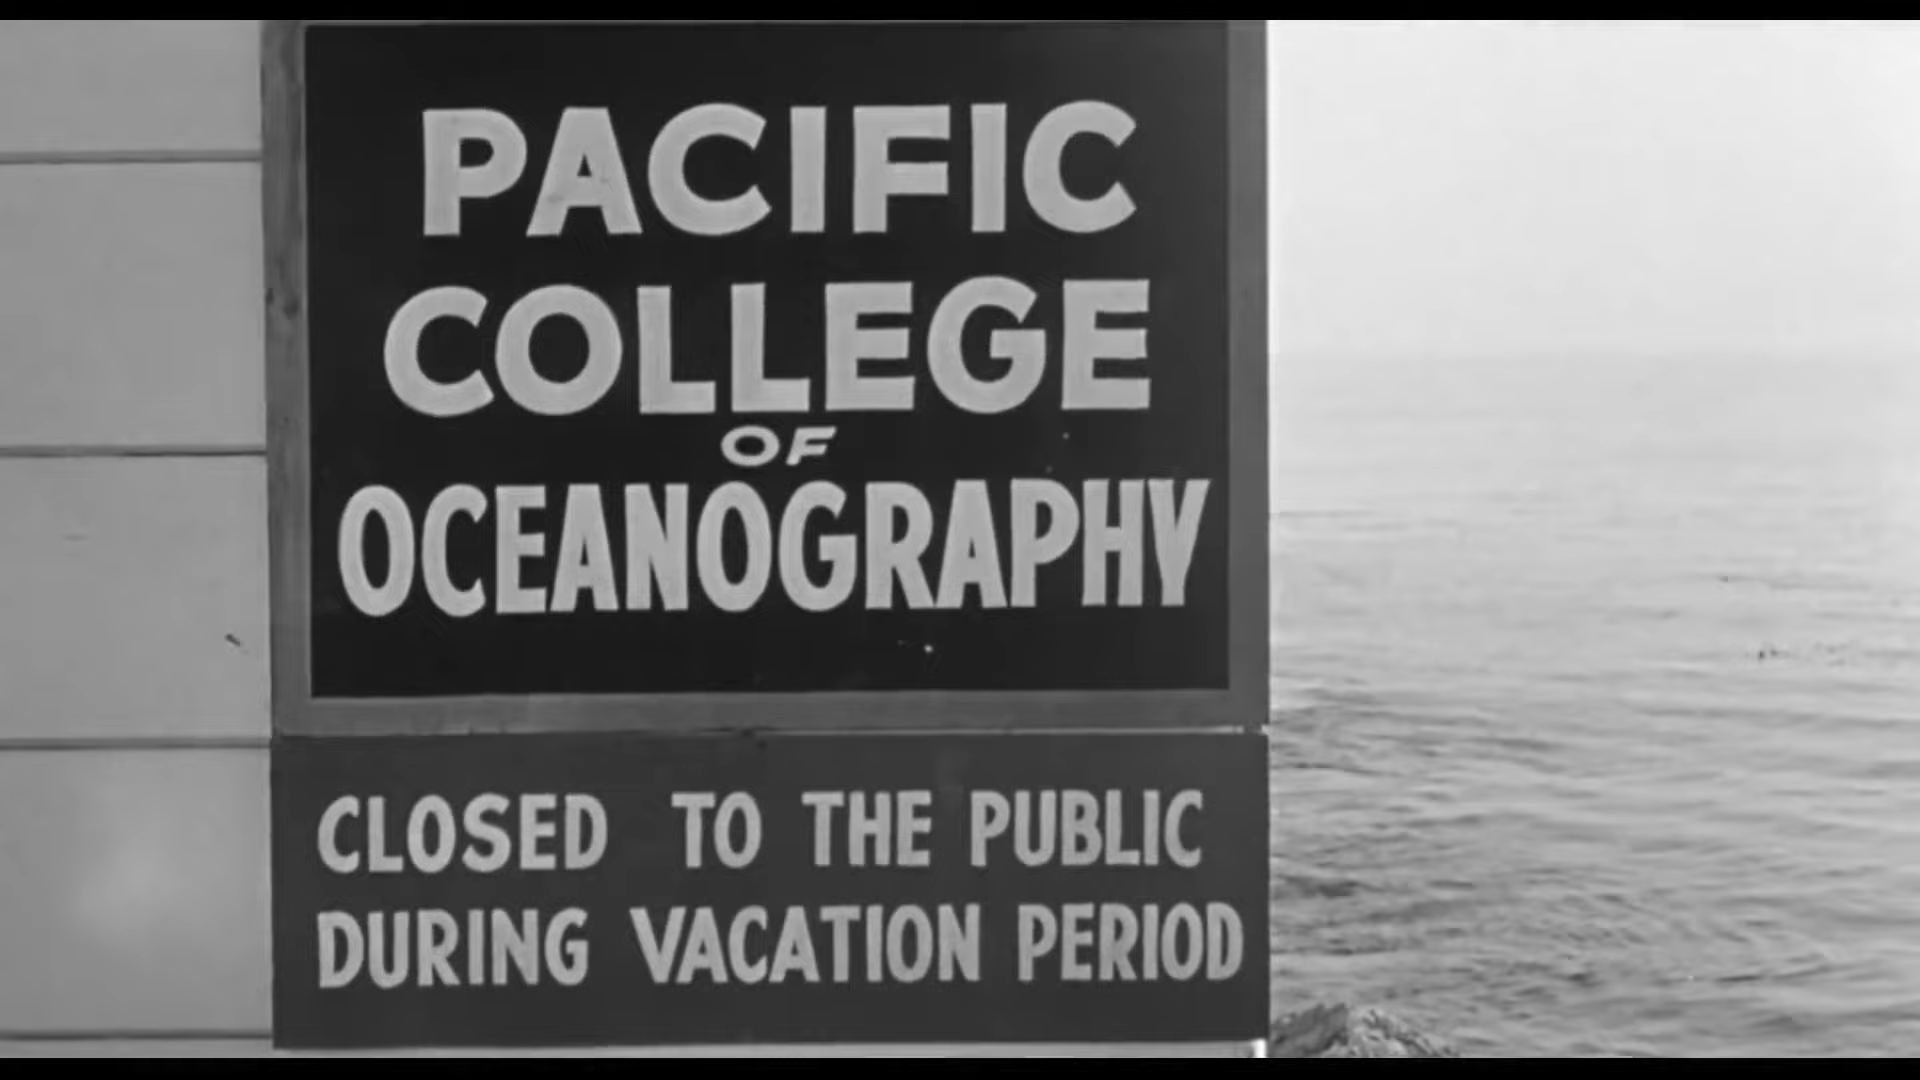 PACIFIC
COLLEGE
OF
OCEANOGRAPHY
CLOSED TO THE PUBLIC
DURING VACATION PERIOD